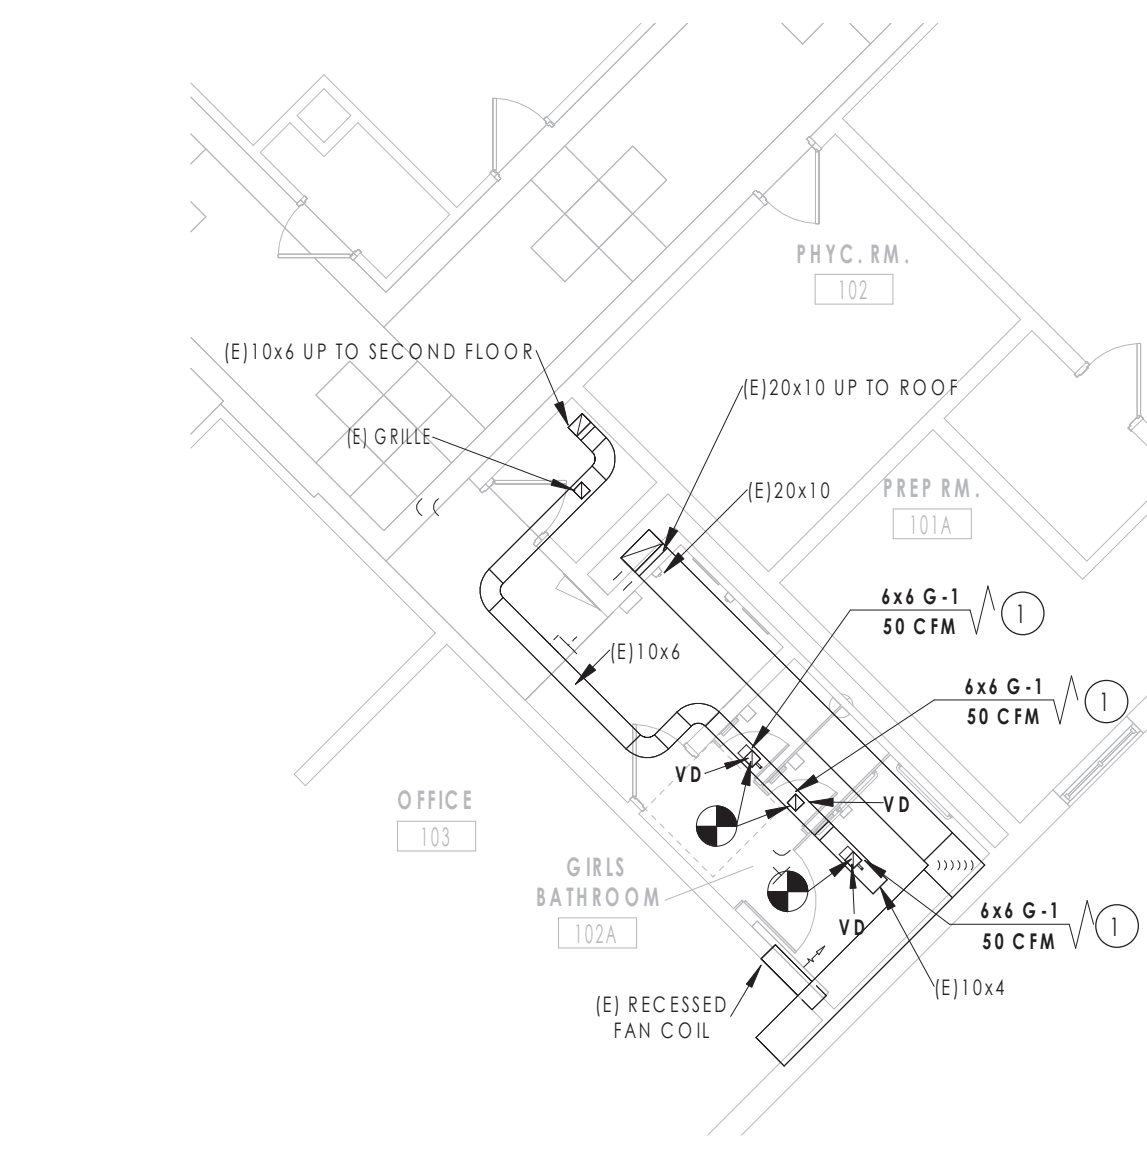 PHYC. RM.
102
(E)10x6 UP TO SECOND FLOOR
(E)20x10 UP TO ROOF
(E) GRILLE
(E)20x10
PREP RM.
101A
6x6 G-1
50 CFM
1
(E)10x6
6x6 G-1
50 CFM
1
VD
OFFICE
103
VD
GIRLS
BATHROOM
102A
6x6 G-1
50 CFM
1
VD
(E)10x4
(E) RECESSED
FAN COIL